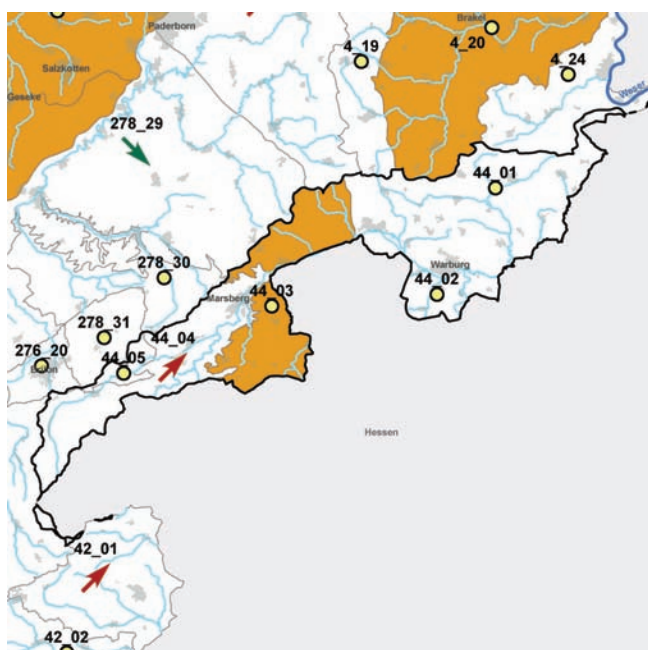 Brakel
Paderborn
4_19
4_20
Salzkotten
4_24
Weser
Geseke
278_29
44_01
278_30
Warburg
Marsberg
44_03
44_02
278_31
44_04
276_20
44_05
Brilon
Hessen
42_01
42_02